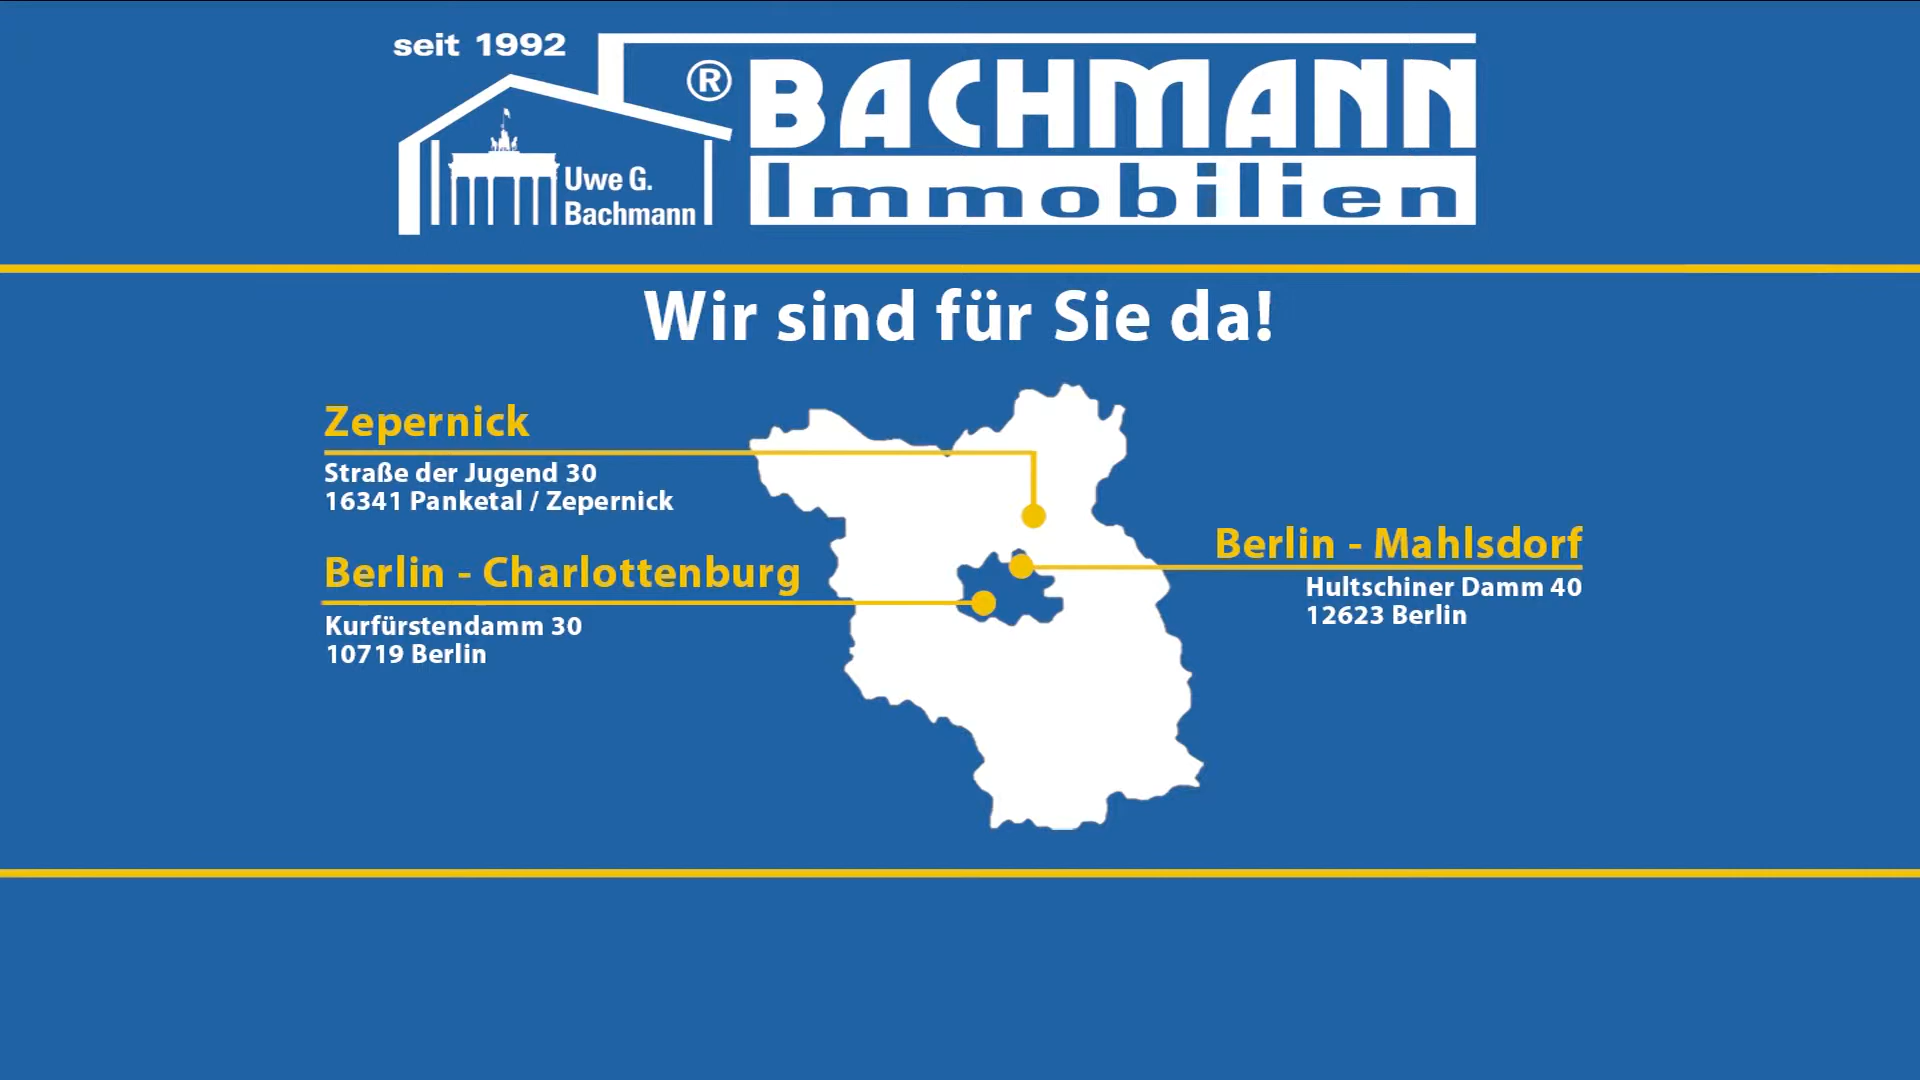 seit 1992
®
BACHMANN
Immobilien
Uwe G.
Bachmann
Wir sind für Sie da!
Zepernick
Straße der Jugend 30
16341 Panketal / Zepernick
Berlin - Charlottenburg
Kurfürstendamm 30
10719 Berlin
Berlin - Mahlsdorf
Hultschiner Damm 40
12623 Berlin